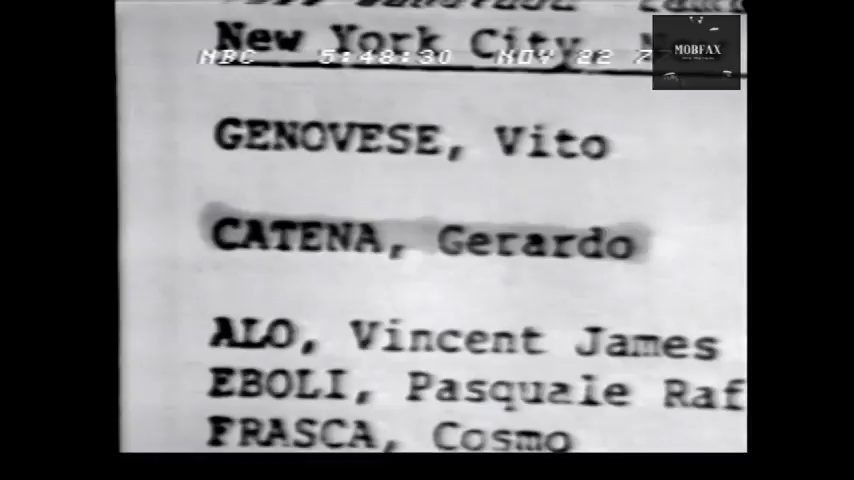 New York City, N
NBC 5:48:30 NOV 22 7
MOBFAX
GENOVESE, Vito
CATENA, Gerardo
ALO, Vincent James
EBOLI, Pasquale Raf
FRASCA, Cosmo